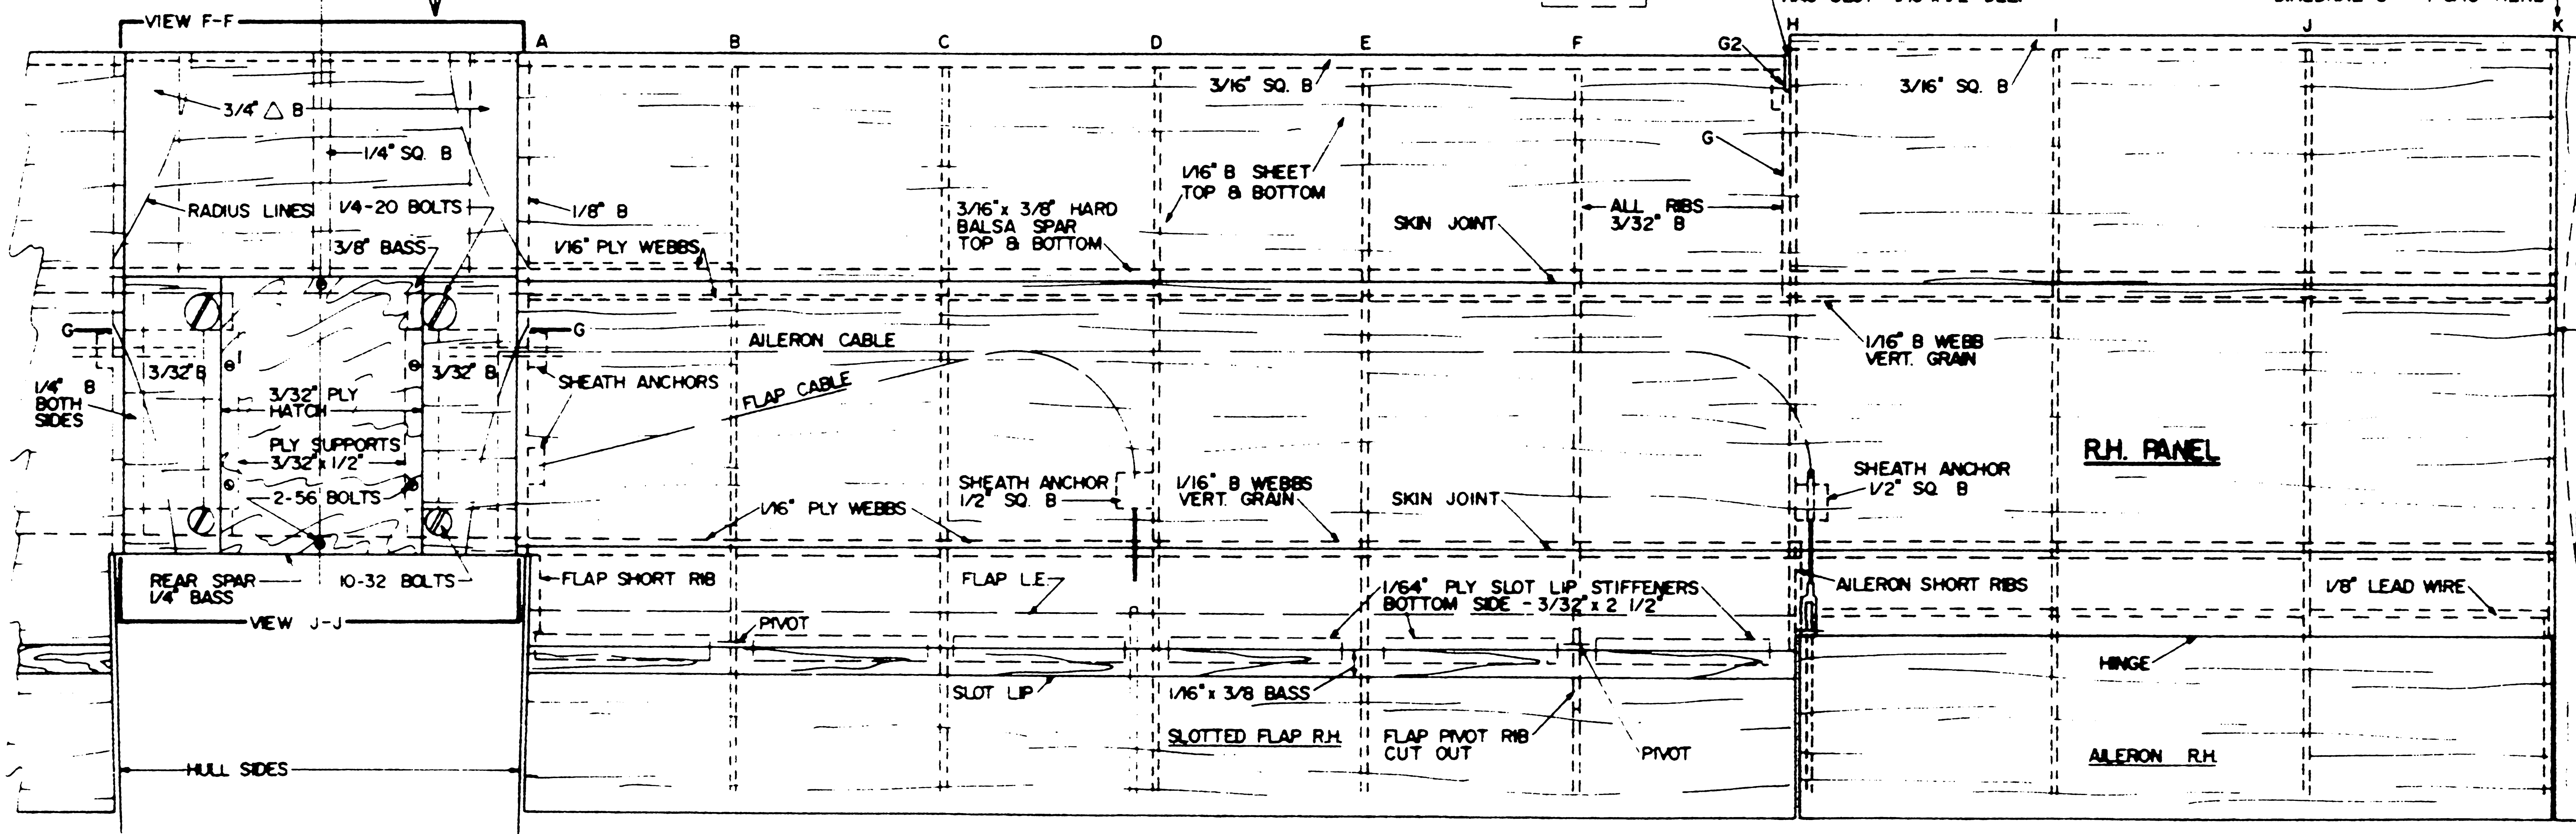 VIEW F-F
A
B
C
D
E
F
G2
H
I
J
K
3/4" △ B
1/4" SQ. B
RADIUS LINES
1/4-20 BOLTS
3/8" BASS
1/8" B
1/16" PLY WEBBS
3/16" x 3/8" HARD
BALSA SPAR
TOP & BOTTOM
3/16" SQ. B
1/16" B SHEET
TOP & BOTTOM
SKIN JOINT
G
ALL RIBS
3/32" B
3/16" SQ. B
G
G
3/32" B
3/32" B
1/4" B
BOTH
SIDES
3/32" PLY
HATCH
PLY SUPPORTS
3/32" x 1/2"
2-56 BOLTS
SHEATH ANCHORS
AILERON CABLE
FLAP CABLE
1/16" B WEBB
VERT. GRAIN
R.H. PANEL
1/16" PLY WEBBS
SHEATH ANCHOR
1/2" SQ. B
1/16" B WEBBS
VERT. GRAIN
SKIN JOINT
SHEATH ANCHOR
1/2" SQ. B
REAR SPAR
1/4" BASS
10-32 BOLTS
VIEW J-J
FLAP SHORT RIB
FLAP L.E.
PIVOT
1/64" PLY SLOT LIP STIFFENERS
BOTTOM SIDE - 3/32" x 2 1/2"
AILERON SHORT RIBS
1/8" LEAD WIRE
HINGE
SLOT LIP
1/16" x 3/8 BASS
SLOTTED FLAP R.H.
FLAP PIVOT RIB
CUT OUT
PIVOT
AILERON R.H.
HULL SIDES